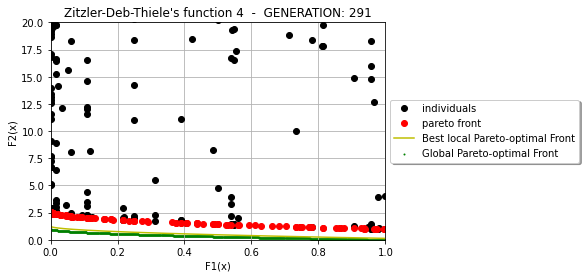 Zitzler-Deb-Thiele's function 4 - GENERATION: 291
20.0
17.5
15.0
12.5
10.0
7.5
5.0
2.5
0.0
F2(x)
0.0 0.2 0.4 0.6 0.8 1.0
F1(x)
individuals
pareto front
Best local Pareto-optimal Front
Global Pareto-optimal Front